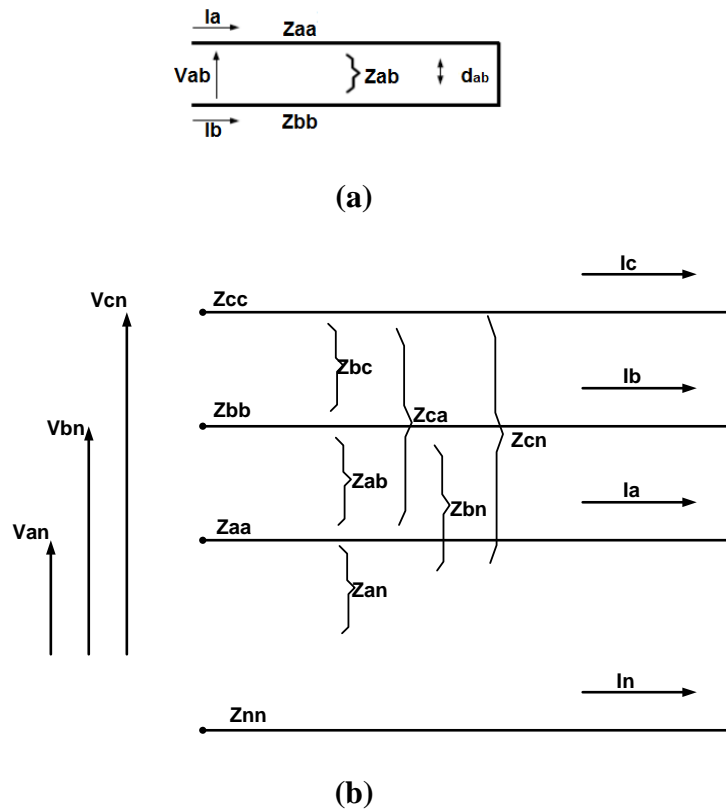 Ia
Zaa
Vab
Zab
dab
Ib
Zbb
(a)
Ic
Vcn
Zcc
Zbc
Ib
Zbb
Zca
Vbn
Zcn
Zab
Ia
Zbn
Van
Zaa
Zan
In
Znn
(b)